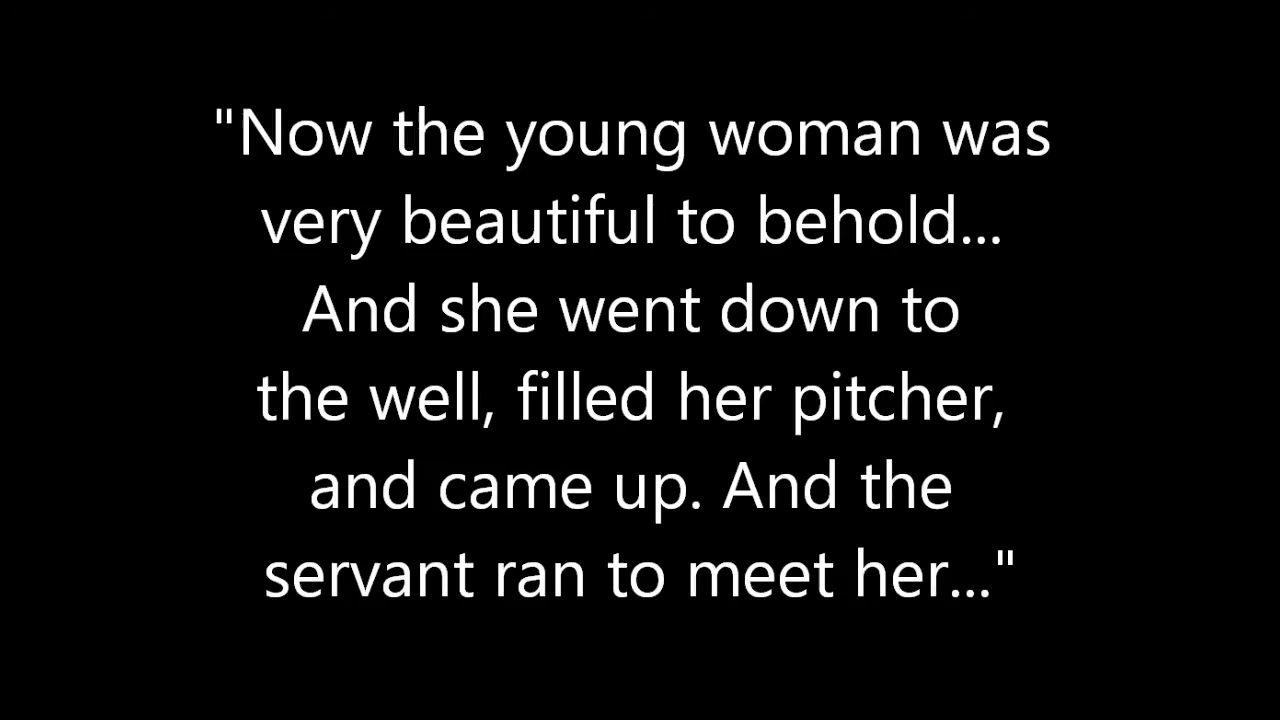 "Now the young woman was
very beautiful to behold...
And she went down to
the well, filled her pitcher,
and came up. And the
servant ran to meet her..."